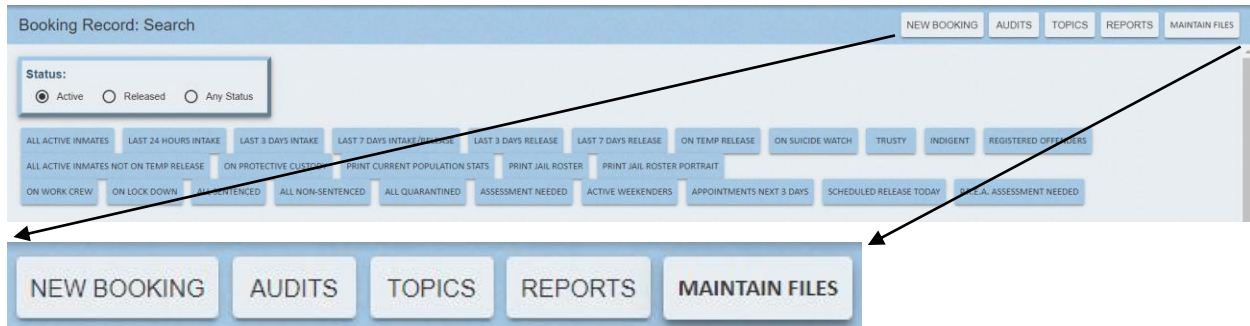 Booking Record: Search NEW BOOKING AUDITS TOPICS REPORTS MAINTAIN FILES
Status:
Active Released Any Status
ALL ACTIVE INMATES LAST 24 HOURS INTAKE LAST 3 DAYS INTAKE LAST 7 DAYS INTAKE/RELEASE LAST 3 DAYS RELEASE LAST 7 DAYS RELEASE ON TEMP RELEASE ON SUICIDE WATCH TRUSTY INDIGENT REGISTERED OFFENDERS
ALL ACTIVE INMATES NOT ON TEMP RELEASE ON PROTECTIVE CUSTODY PRINT CURRENT POPULATION STATS PRINT JAIL ROSTER PRINT JAIL ROSTER PORTRAIT
ON WORK CREW ON LOCK DOWN ALL SENTENCED ALL NON-SENTENCED ALL QUARANTINED ASSESSMENT NEEDED ACTIVE WEEKENDERS APPOINTMENTS NEXT 3 DAYS SCHEDULED RELEASE TODAY P.R.E.A. ASSESSMENT NEEDED
NEW BOOKING AUDITS TOPICS REPORTS MAINTAIN FILES